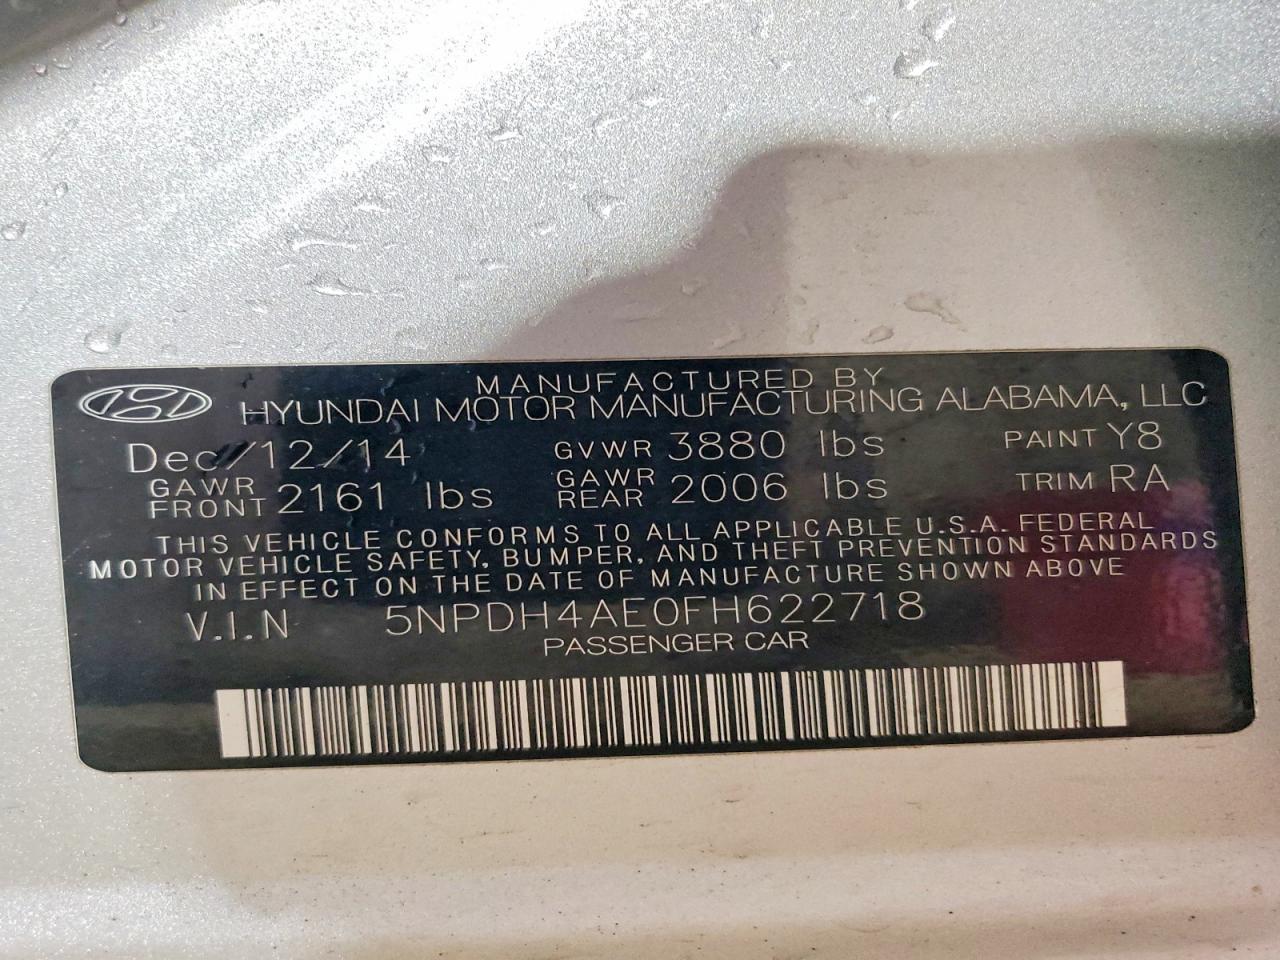 MANUFACTURED BY
HYUNDAI MOTOR MANUFACTURING ALABAMA, LLC
Dec/12/14 GVWR 3880 lbs PAINT Y8
GAWR FRONT 2161 lbs GAWR REAR 2006 lbs TRIM RA
THIS VEHICLE CONFORMS TO ALL APPLICABLE U.S.A. FEDERAL
MOTOR VEHICLE SAFETY, BUMPER, AND THEFT PREVENTION STANDARDS
IN EFFECT ON THE DATE OF MANUFACTURE SHOWN ABOVE
V.I.N 5NPDH4AE0FH622718
PASSENGER CAR